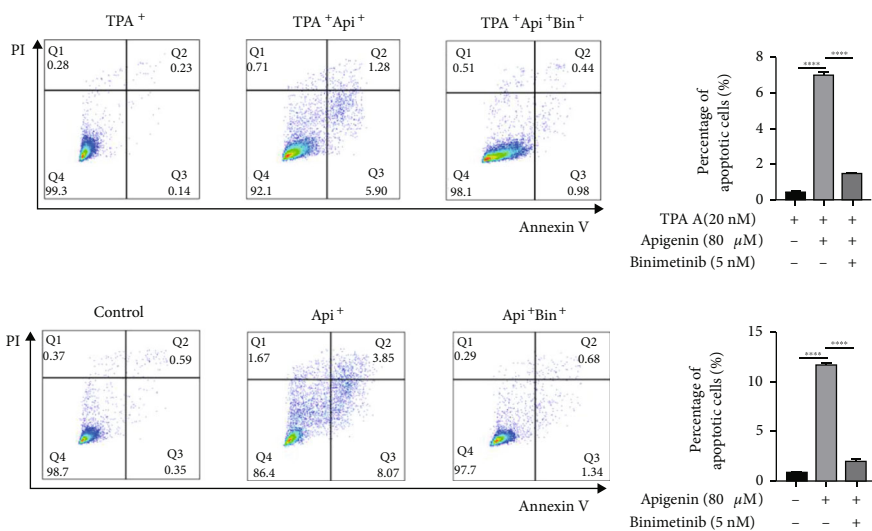 TPA + TPA +Api+ TPA +Api+Bin+
PI
Q1 Q2 Q1 Q2 Q1 Q2
0.28 0.23 0.71 1.28 0.51 0.44
Q4 Q3 Q4 Q3 Q4 Q3
99.3 0.14 92.1 5.90 98.1 0.98
Annexin V
Percentage of
apoptotic cells (%)
8
6
4
2
0
**** ****
TPA A(20 nM) + + +
Apigenin (80 μM) – + +
Binimetinib (5 nM) – – +
Control Api+ Api+Bin+
PI
Q1 Q2 Q1 Q2 Q1 Q2
0.37 0.59 1.67 3.85 0.29 0.68
Q4 Q3 Q4 Q3 Q4 Q3
98.7 0.35 86.4 8.07 97.7 1.34
Annexin V
Percentage of
apoptotic cells (%)
15
10
5
0
**** ****
Apigenin (80 μM) – + +
Binimetinib (5 nM) – – +